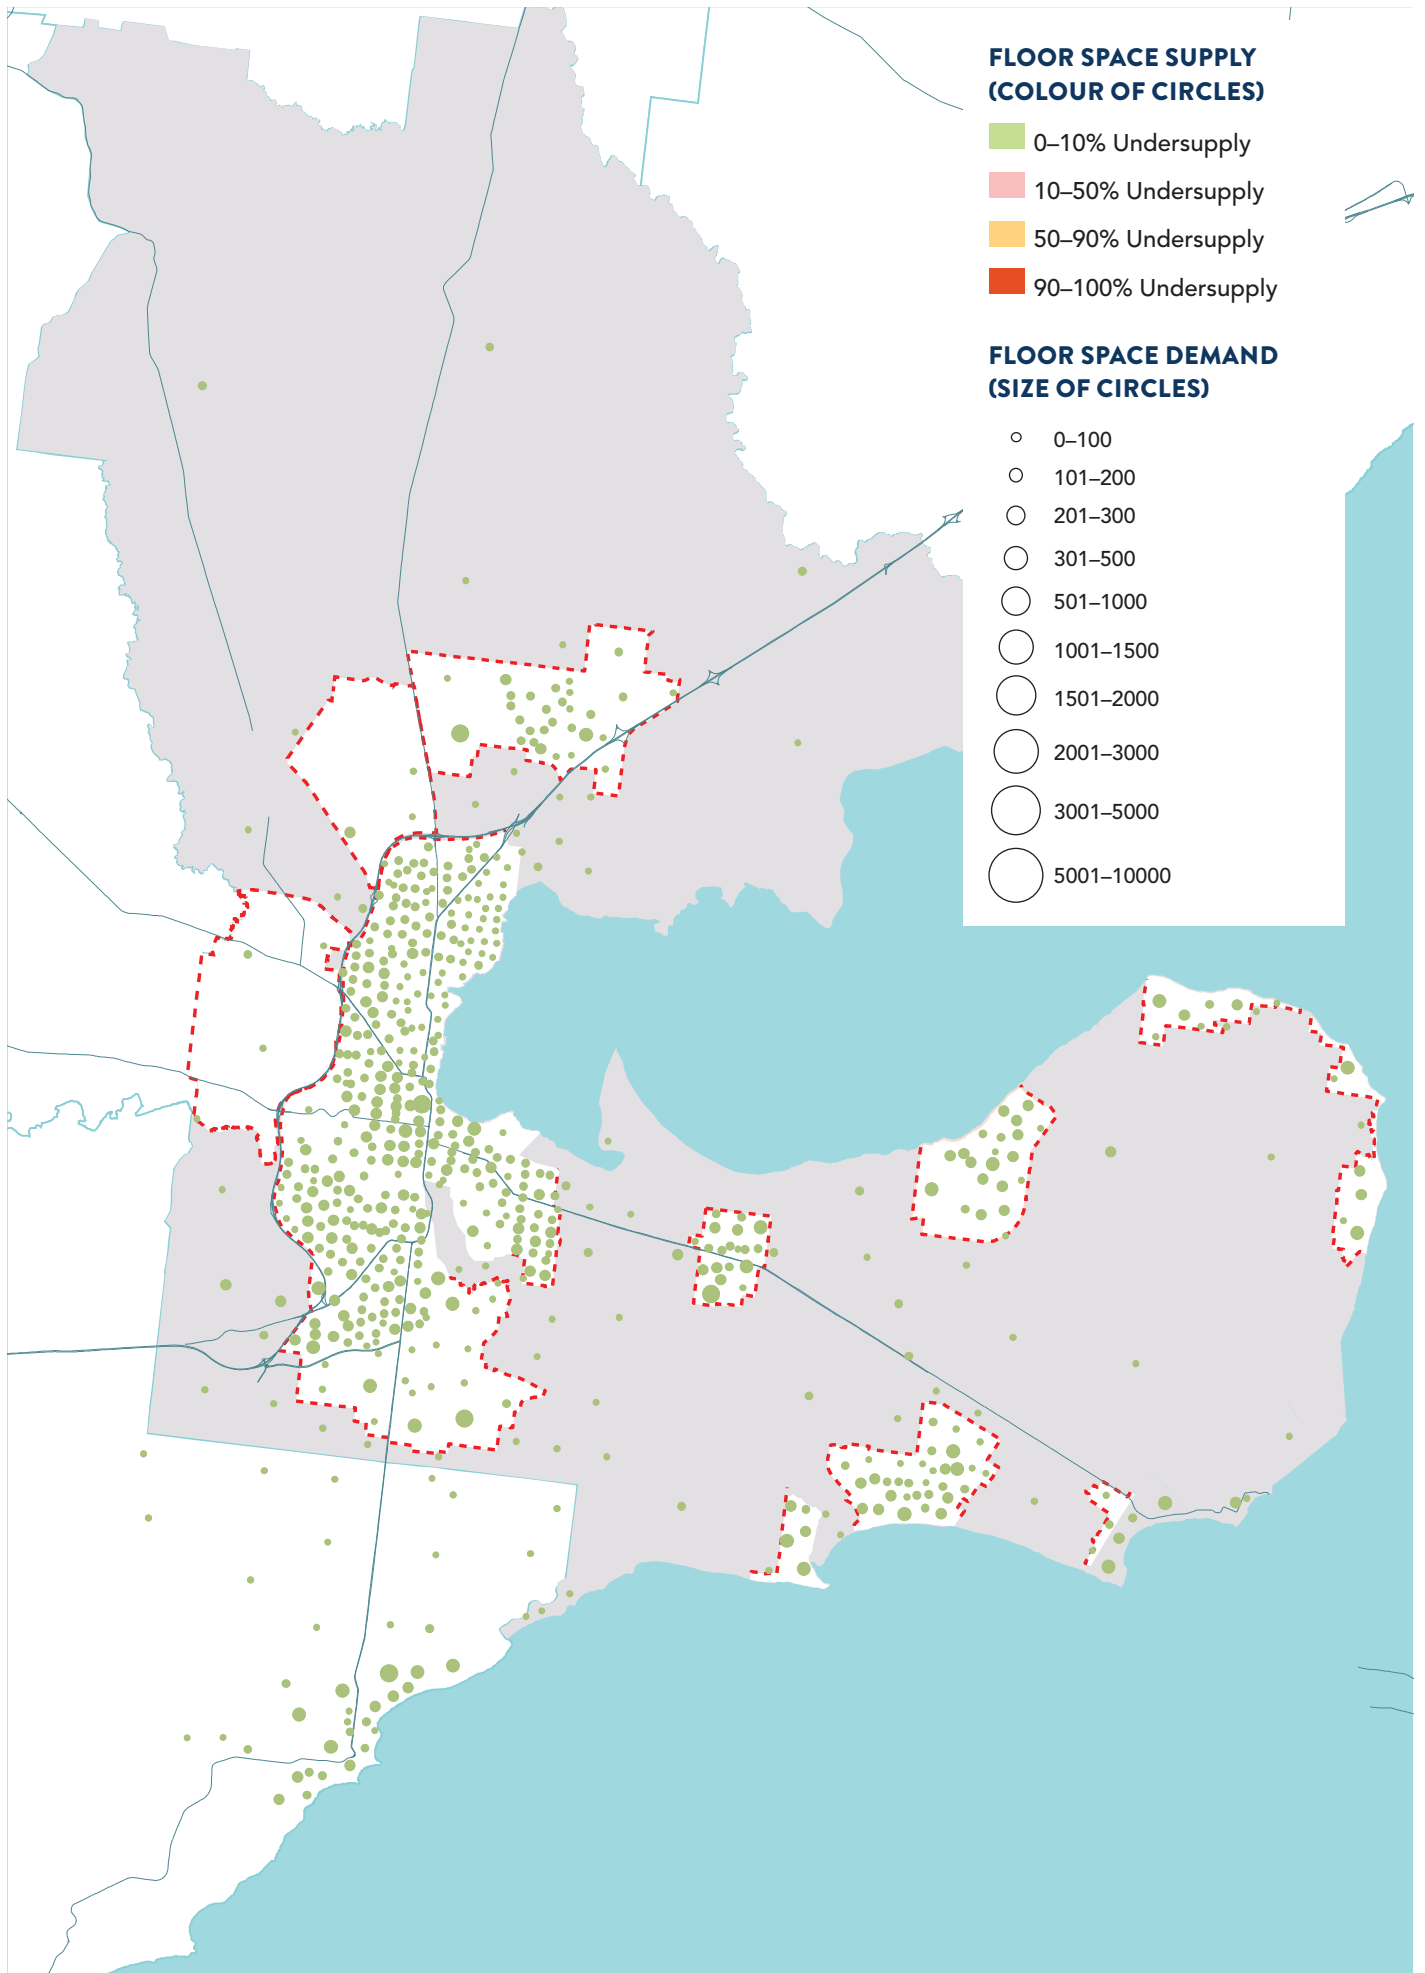 FLOOR SPACE SUPPLY
(COLOUR OF CIRCLES)
0–10% Undersupply
10–50% Undersupply
50–90% Undersupply
90–100% Undersupply
FLOOR SPACE DEMAND
(SIZE OF CIRCLES)
0–100
101–200
201–300
301–500
501–1000
1001–1500
1501–2000
2001–3000
3001–5000
5001–10000